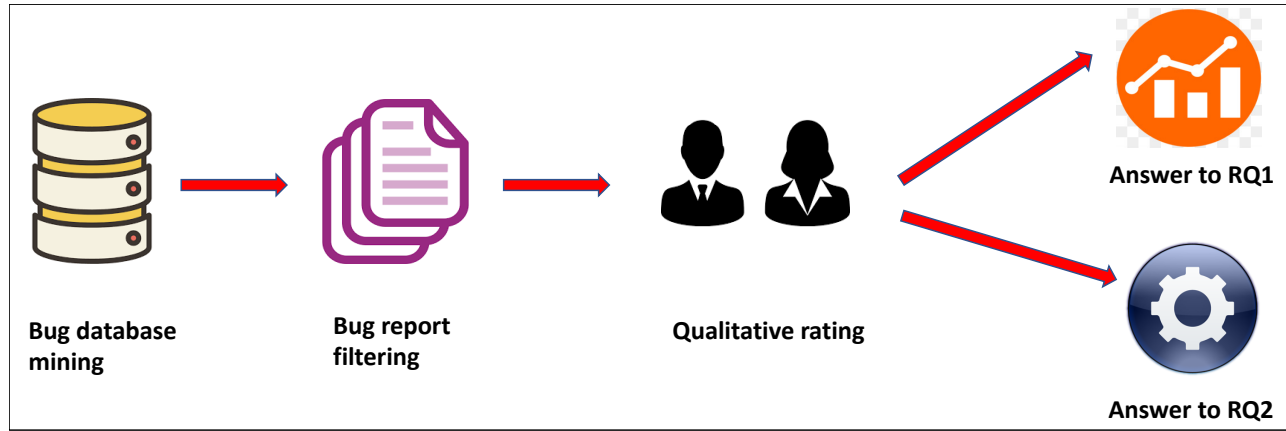 Bug database
mining
Bug report
filtering
Qualitative rating
Answer to RQ1
Answer to RQ2